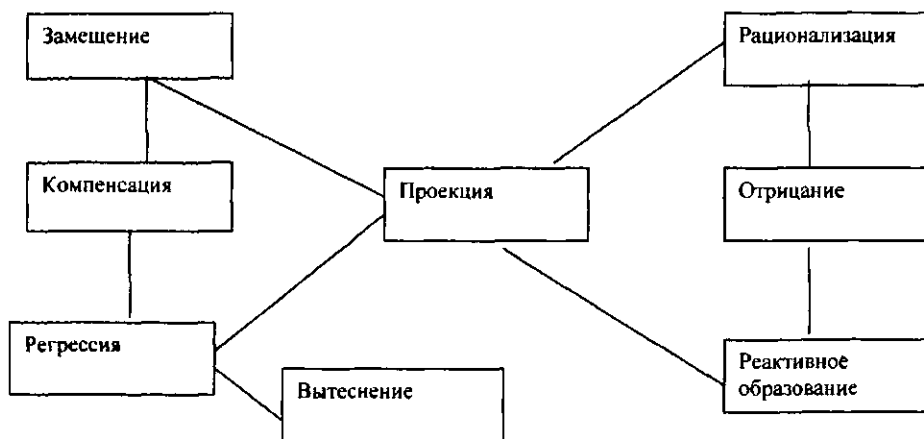 Замещение
Рационализация
Компенсация
Проекция
Отрицание
Регрессия
Вытеснение
Реактивное
образование